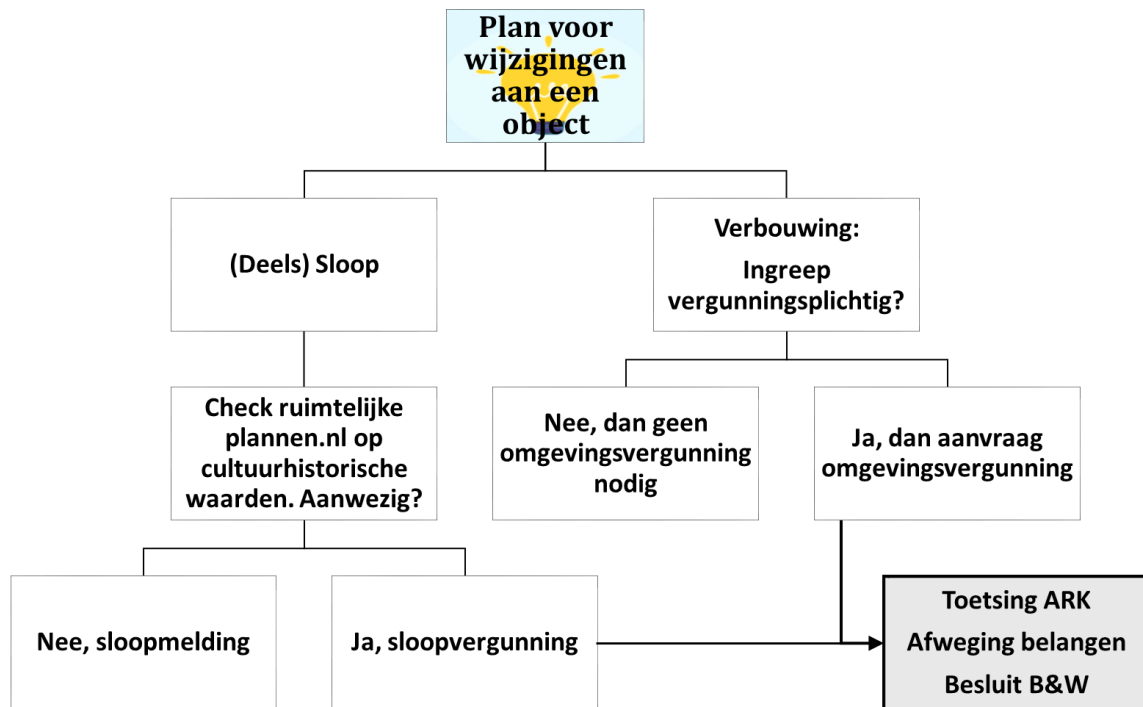 Plan voor
wijzigingen
aan een
object
(Deels) Sloop
Verbouwing:
Ingreep
vergunningsplichtig?
Check ruimtelijke
plannen.nl op
cultuurhistorische
waarden. Aanwezig?
Nee, dan geen
omgevingsvergunning
nodig
Ja, dan aanvraag
omgevingsvergunning
Nee, sloopmelding
Ja, sloopvergunning
Toetsing ARK
Afweging belangen
Besluit B&W